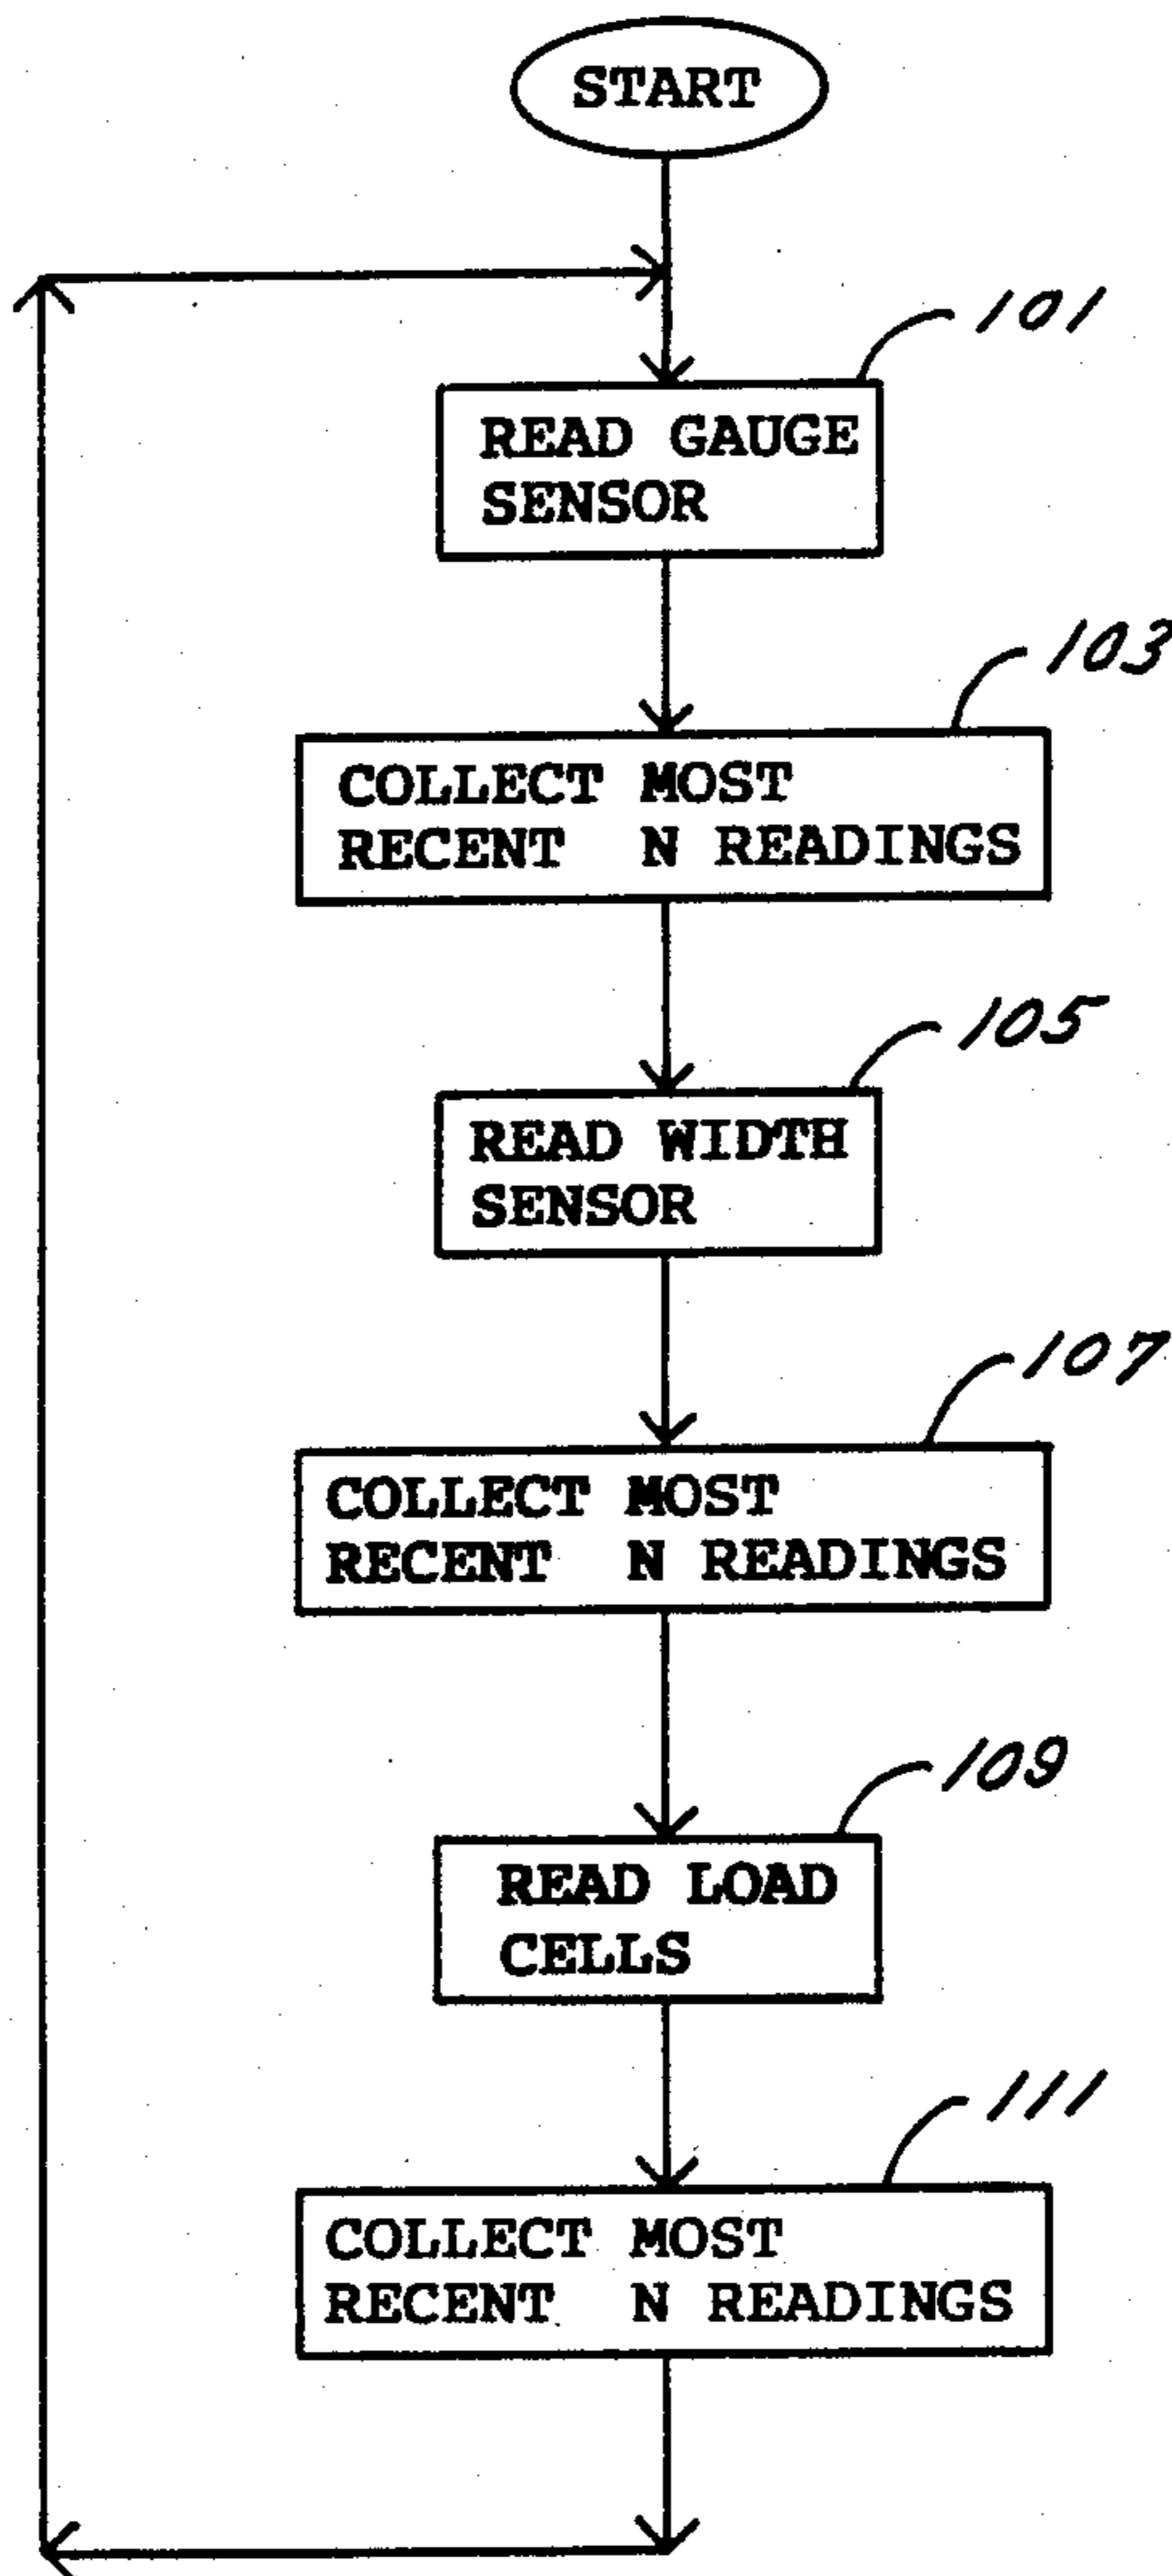 START
101
READ GAUGE
SENSOR
103
COLLECT MOST
RECENT N READINGS
105
READ WIDTH
SENSOR
107
COLLECT MOST
RECENT N READINGS
109
READ LOAD
CELLS
111
COLLECT MOST
RECENT N READINGS